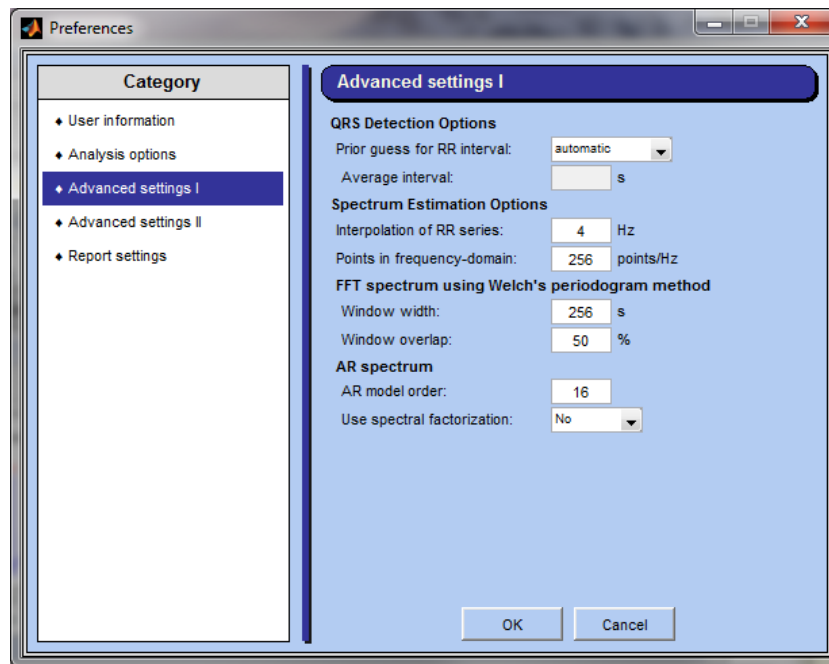 Preferences
Category
User information
Analysis options
Advanced settings I
Advanced settings II
Report settings
Advanced settings I
QRS Detection Options
Prior guess for RR interval: automatic
Average interval: s
Spectrum Estimation Options
Interpolation of RR series: 4 Hz
Points in frequency-domain: 256 points/Hz
FFT spectrum using Welch's periodogram method
Window width: 256 s
Window overlap: 50 %
AR spectrum
AR model order: 16
Use spectral factorization: No
OK Cancel